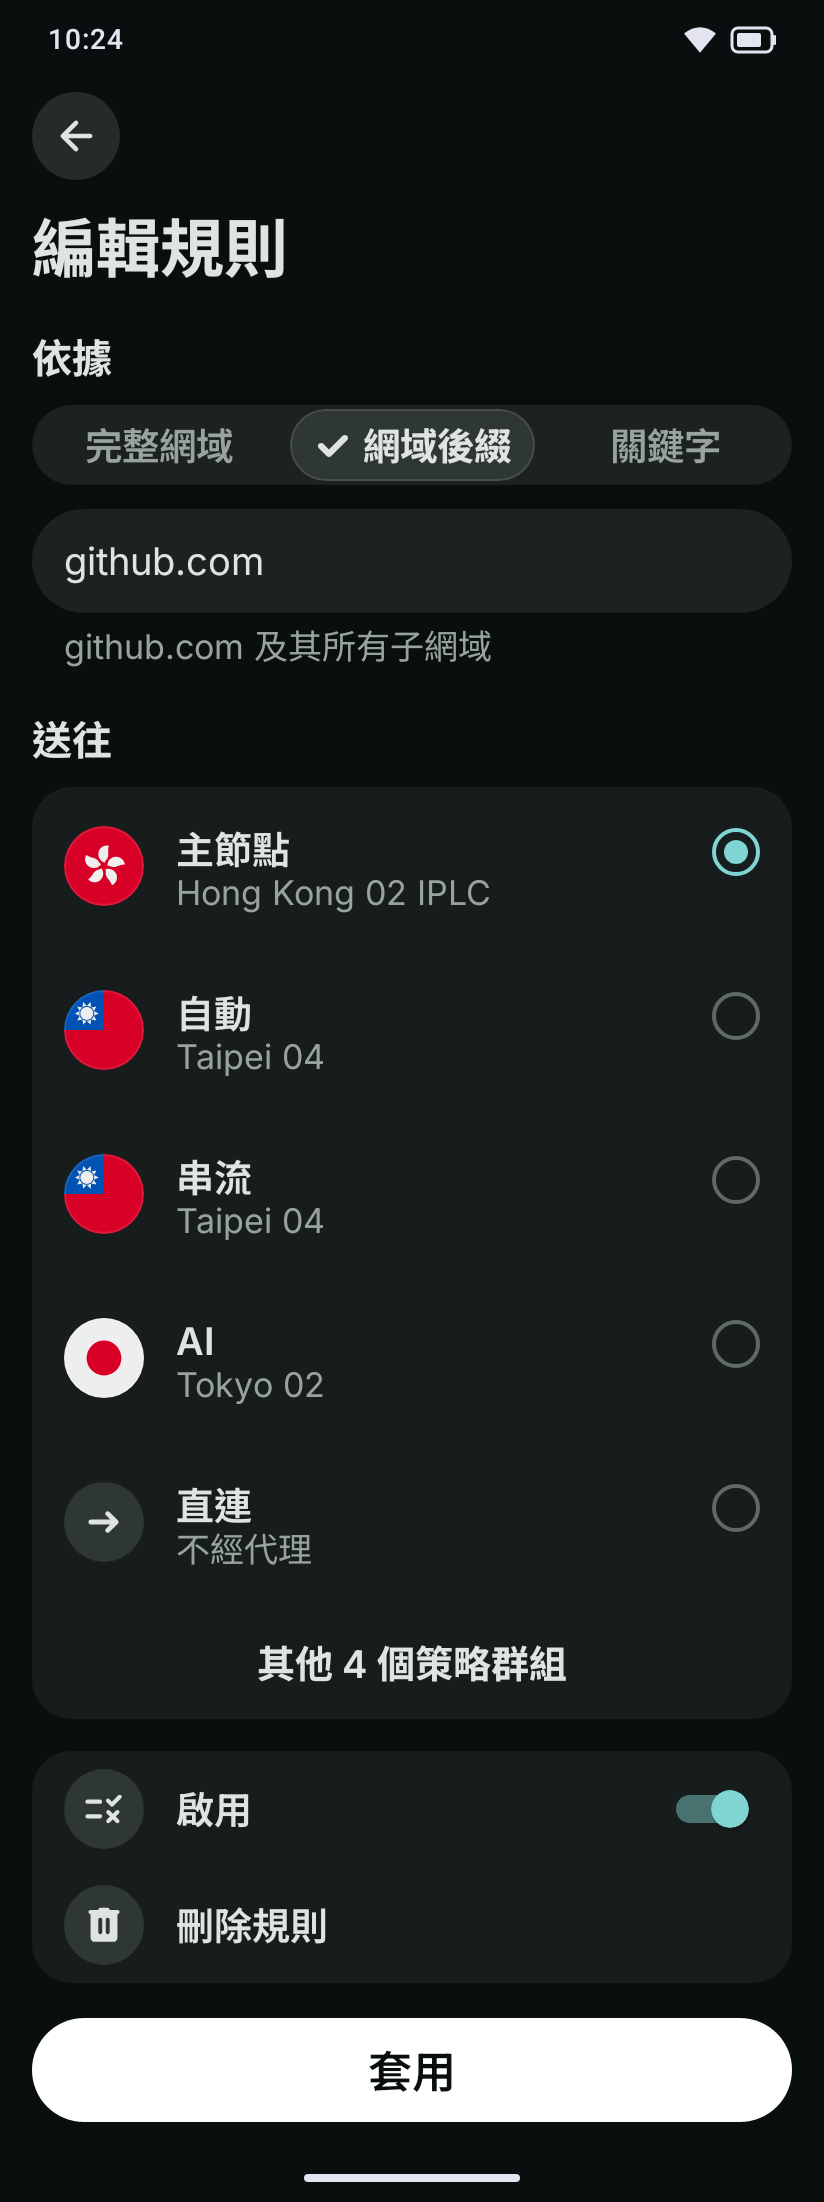 10:24
編輯規則
依據
完整網域
網域後綴
關鍵字
github.com
github.com 及其所有子網域
送往
主節點
Hong Kong 02 IPLC
自動
Taipei 04
串流
Taipei 04
AI
Tokyo 02
直連
不經代理
其他 4 個策略群組
啟用
刪除規則
套用